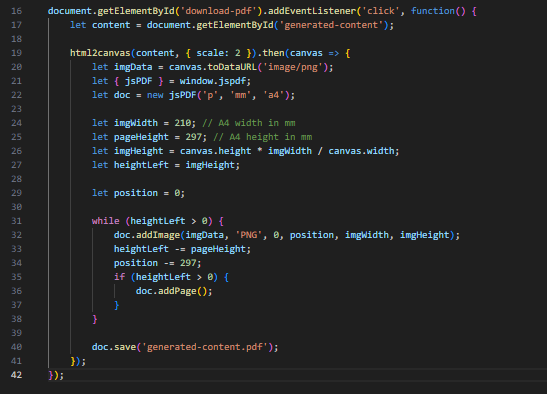 16 document.getElementById('download-pdf').addEventListener('click', function() {
17     let content = document.getElementById('generated-content');
18
19     html2canvas(content, { scale: 2 }).then(canvas => {
20         let imgData = canvas.toDataURL('image/png');
21         let { jsPDF } = window.jspdf;
22         let doc = new jsPDF('p', 'mm', 'a4');
23
24         let imgWidth = 210; // A4 width in mm
25         let pageHeight = 297; // A4 height in mm
26         let imgHeight = canvas.height * imgWidth / canvas.width;
27         let heightLeft = imgHeight;
28
29         let position = 0;
30
31         while (heightLeft > 0) {
32             doc.addImage(imgData, 'PNG', 0, position, imgWidth, imgHeight);
33             heightLeft -= pageHeight;
34             position -= 297;
35             if (heightLeft > 0) {
36                 doc.addPage();
37             }
38         }
39
40         doc.save('generated-content.pdf');
41     });
42 });